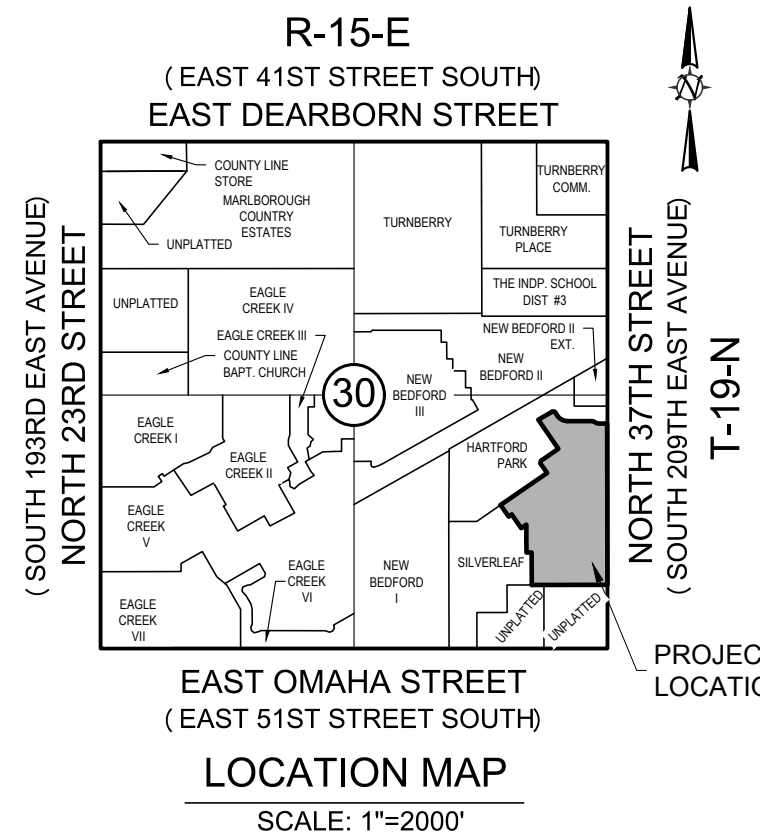 R-15-E
( EAST 41ST STREET SOUTH)
EAST DEARBORN STREET
N
( SOUTH 193RD EAST AVENUE)
NORTH 23RD STREET
COUNTY LINE
STORE
MARLBOROUGH
COUNTRY
ESTATES
UNPLATTED
TURNBERRY
TURNBERRY
COMM.
TURNBERRY
PLACE
UNPLATTED
EAGLE
CREEK IV
THE INDP. SCHOOL
DIST #3
EAGLE CREEK III
COUNTY LINE
BAPT. CHURCH
NEW BEDFORD II
EXT.
NEW
BEDFORD II
30
NEW
BEDFORD
III
EAGLE
CREEK I
EAGLE
CREEK II
HARTFORD
PARK
EAGLE
CREEK
V
EAGLE
CREEK
VI
NEW
BEDFORD
I
SILVERLEAF
EAGLE
CREEK
VII
UNPLATTED
UNPLATTED
NORTH 37TH STREET
( SOUTH 209TH EAST AVENUE)
T-19-N
PROJEC
LOCATIO
EAST OMAHA STREET
( EAST 51ST STREET SOUTH)
LOCATION MAP
SCALE: 1"=2000'